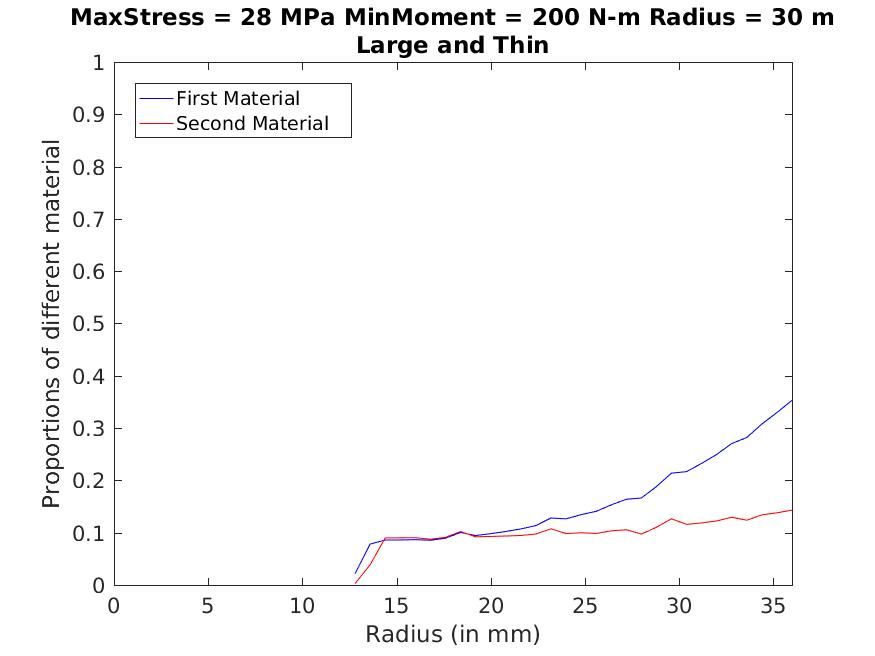 MaxStress = 28 MPa MinMoment = 200 N-m Radius = 30 m
Large and Thin
First Material
Second Material
Proportions of different material
1
0.9
0.8
0.7
0.6
0.5
0.4
0.3
0.2
0.1
0
0 5 10 15 20 25 30 35
Radius (in mm)